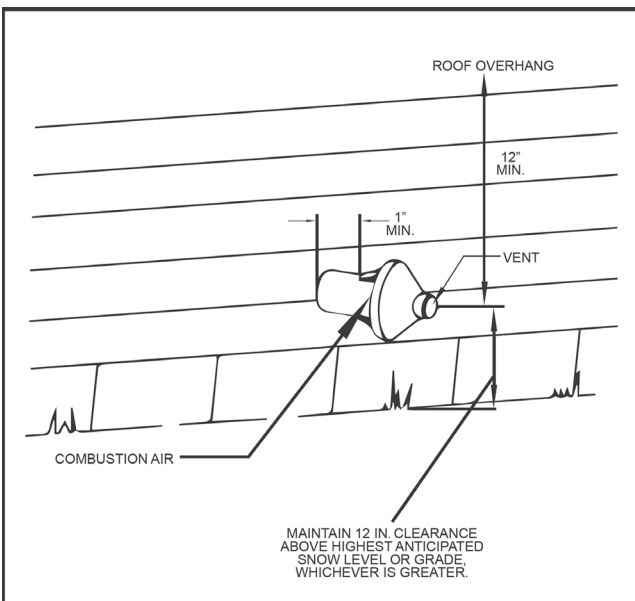 ROOF OVERHANG
12”
MIN.
1”
MIN.
VENT
COMBUSTION AIR
MAINTAIN 12 IN. CLEARANCE
ABOVE HIGHEST ANTICIPATED
SNOW LEVEL OR GRADE,
WHICHEVER IS GREATER.